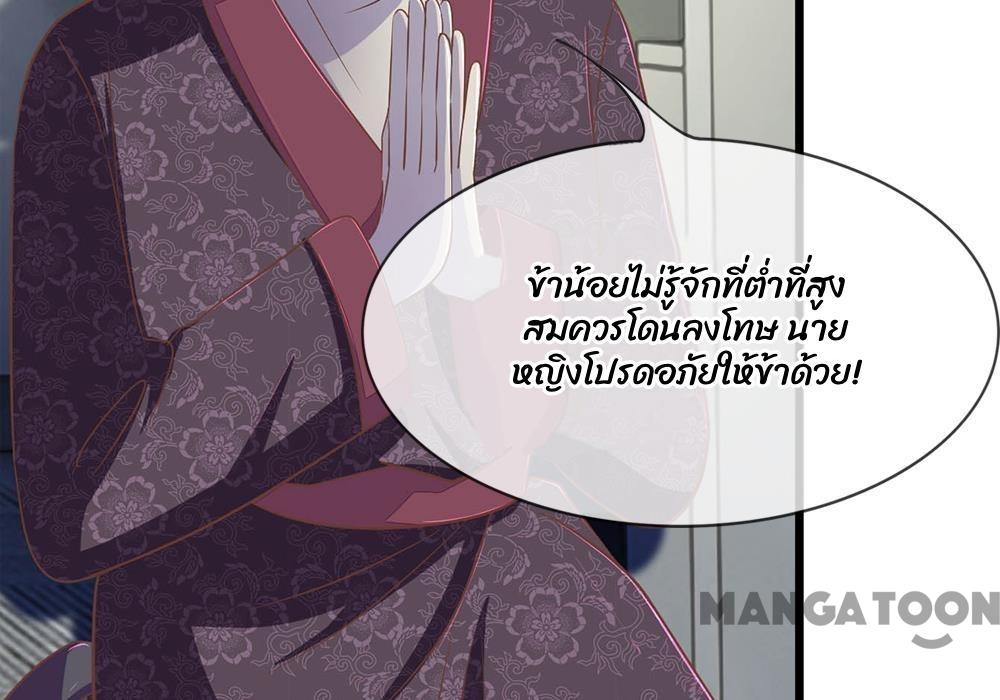 ข้าน้อยไม่รู้จักที่ต่ำที่สูง
สมควรโดนลงโทษ นาย
หญิงโปรดอภัยให้ข้าด้วย!
MANGATOON